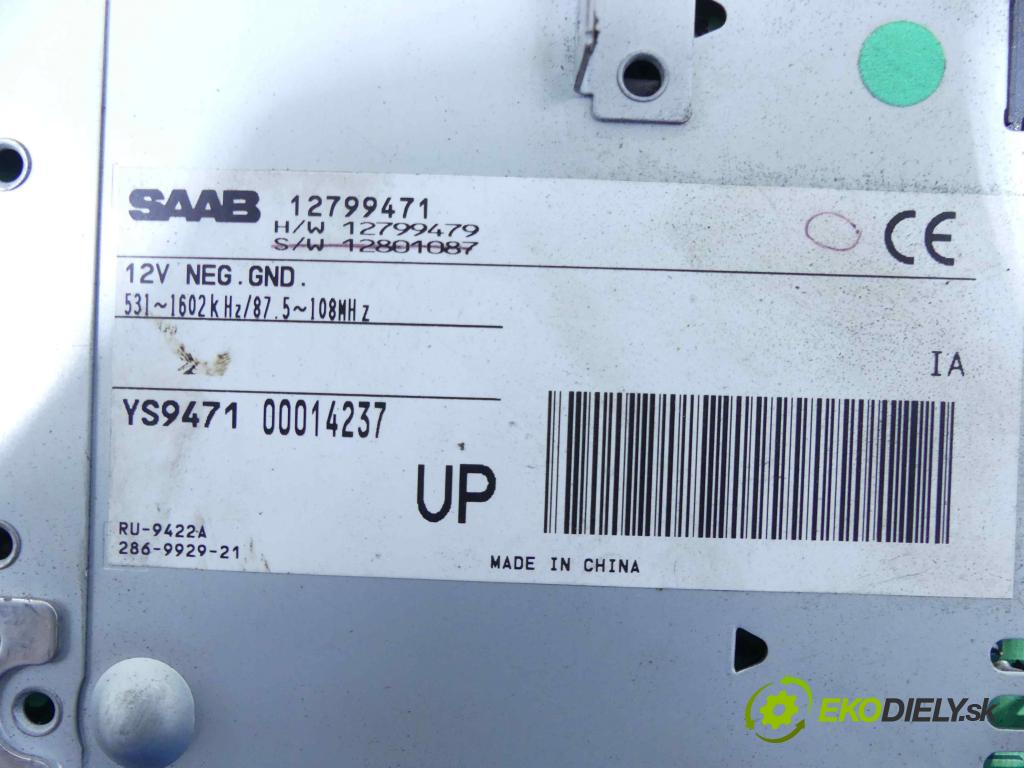 SAAB 12799471
H/W 12799479
S/W 12801087
CE
12V NEG.GND.
531~1602kHz/87.5~108MHz
IA
YS9471 00014237
UP
RU-9422A
286-9929-21
MADE IN CHINA
EKODIELY.sk